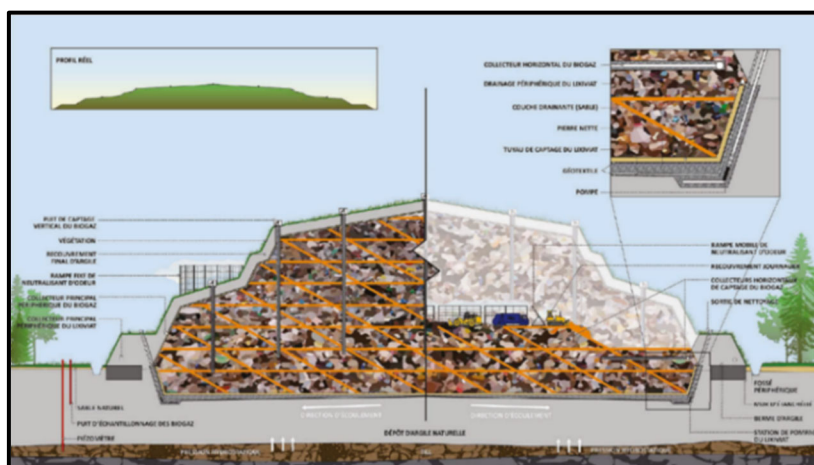 PROFIL RÉEL
COLLECTEUR HORIZONTAL DU BIOGAZ
DRAINAGE PÉRIPHÉRIQUE DU LIXIVIAT
COUCHE DRAINANTE (SABLE)
PIERRE NETTE
TUYAU DE CAPTAGE DU LIXIVIAT
GÉOTEXTILE
POMPE
PUIT DE CAPTAGE
VERTICAL DU BIOGAZ
VÉGÉTATION
RECOUVREMENT
FINAL D'ARGILE
RAMPE FIXE DE
NEUTRALISANT D'ODEUR
COLLECTEUR PRINCIPAL
PÉRIPHÉRIQUE DU BIOGAZ
COLLECTEUR PRINCIPAL
PÉRIPHÉRIQUE DU LIXIVIAT
RAMPE MOBILE DE
NEUTRALISANT D'ODEUR
RECOUVREMENT JOURNALIER
COLLECTEURS HORIZONTAUX
DE CAPTAGE DU BIOGAZ
SORTIE DE NETTOYAGE
SABLE NATUREL
PUIT D'ÉCHANTILLONNAGE DES BIOGAZ
PIÉZOMÈTRE
DIRECTION D'ÉCOULEMENT
DIRECTION D'ÉCOULEMENT
DÉPÔT D'ARGILE NATURELLE
FOSSÉ
PÉRIPHÉRIQUE
BERME D'ARGILE
STATION DE POMPAGE
DU LIXIVIAT